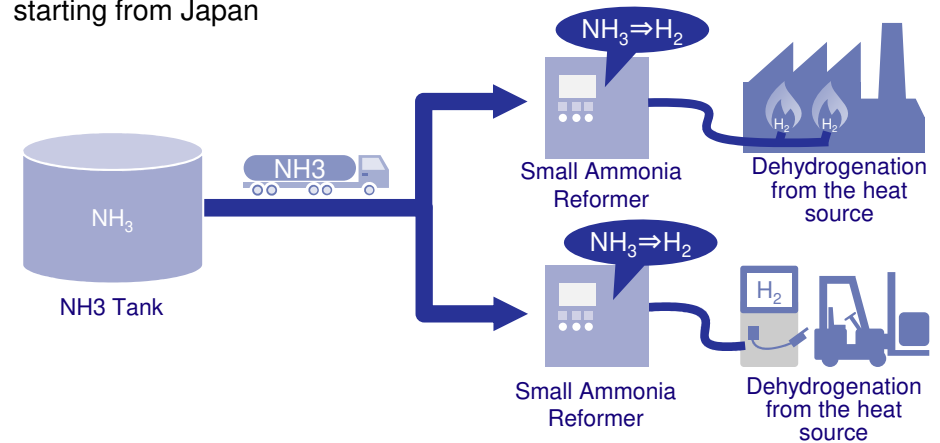 starting from Japan
NH₃⇒H₂
NH3
NH₃
NH3 Tank
Small Ammonia
Reformer
H₂ H₂
Dehydrogenation
from the heat
source
NH₃⇒H₂
Small Ammonia
Reformer
H₂
Dehydrogenation
from the heat
source